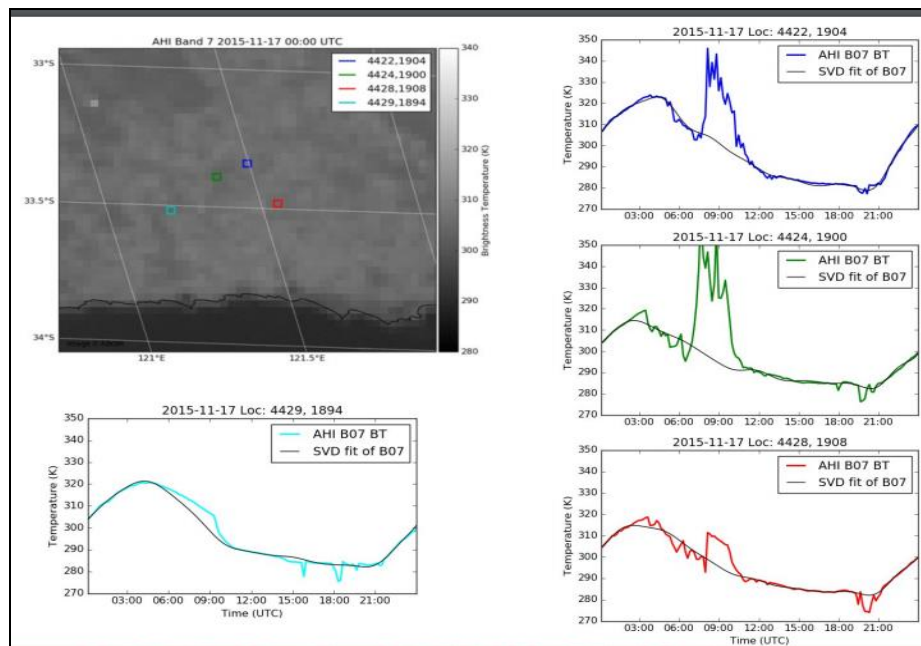 AHI Band 7 2015-11-17 00:00 UTC
33°S
33.5°S
34°S
121°E
121.5°E
4422,1904
4424,1900
4428,1908
4429,1894
340
330
320
310
300
290
280
Brightness Temperature (K)
2015-11-17 Loc: 4422, 1904
AHI B07 BT
SVD fit of B07
Temperature (K)
350
340
330
320
310
300
290
280
270
03:00 06:00 09:00 12:00 15:00 18:00 21:00
2015-11-17 Loc: 4424, 1900
AHI B07 BT
SVD fit of B07
Temperature (K)
350
340
330
320
310
300
290
280
270
03:00 06:00 09:00 12:00 15:00 18:00 21:00
2015-11-17 Loc: 4429, 1894
AHI B07 BT
SVD fit of B07
Temperature (K)
350
340
330
320
310
300
290
280
270
03:00 06:00 09:00 12:00 15:00 18:00 21:00
Time (UTC)
2015-11-17 Loc: 4428, 1908
AHI B07 BT
SVD fit of B07
Temperature (K)
350
340
330
320
310
300
290
280
270
03:00 06:00 09:00 12:00 15:00 18:00 21:00
Time (UTC)